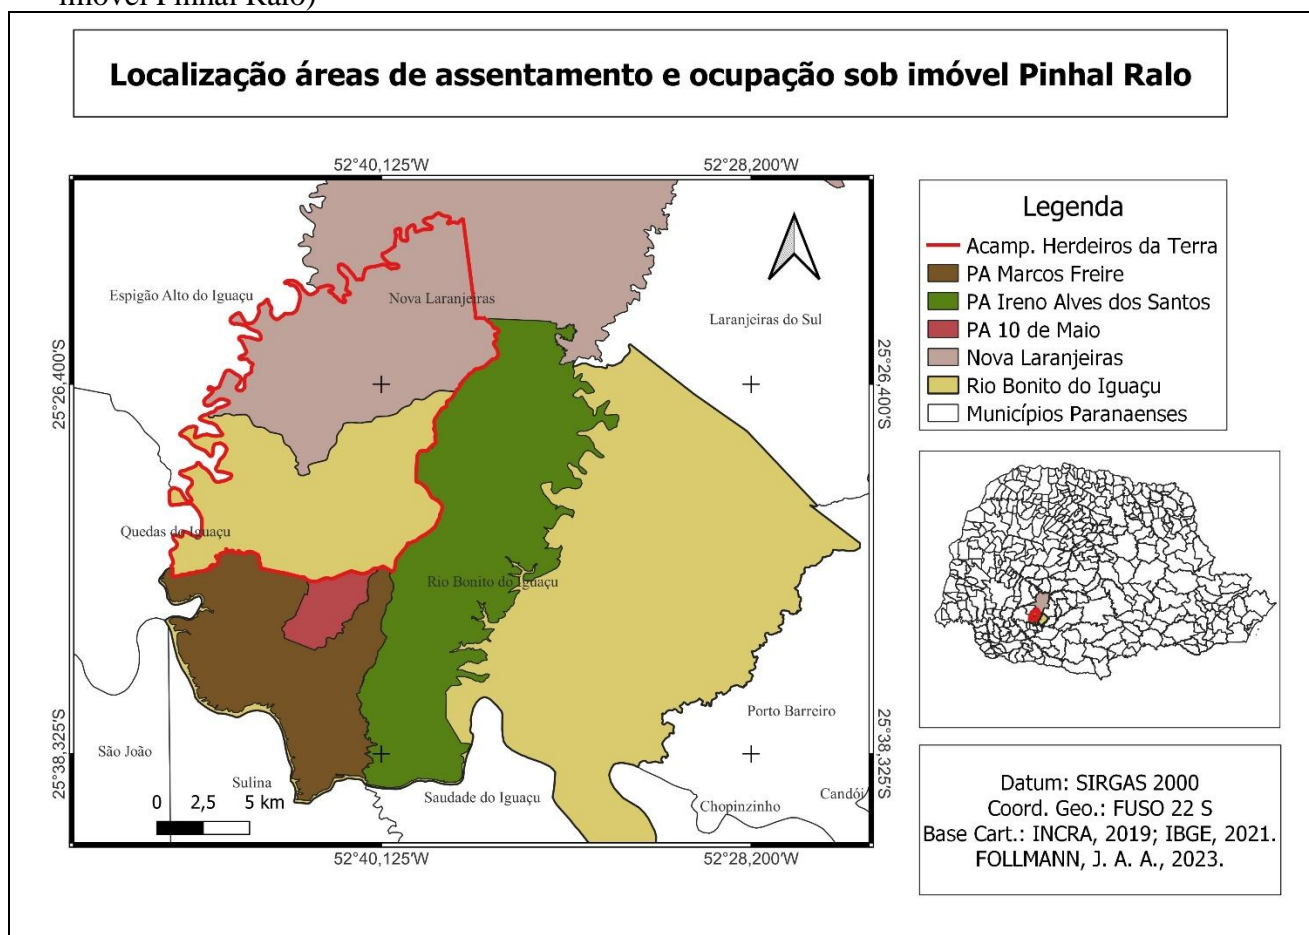 imóvel Pinhal Ralo)
Localização áreas de assentamento e ocupação sob imóvel Pinhal Ralo
52°40,125'W
52°28,200'W
25°26,400'S
25°26,400'S
25°38,325'S
25°38,325'S
Espigão Alto do Iguaçu
Nova Laranjeiras
Laranjeiras do Sul
Quedas do Iguaçu
Rio Bonito do Iguaçu
Porto Barreiro
São João
Sulina
Saudade do Iguaçu
Chopinzinho
Candói
0 2,5 5 km
52°40,125'W
52°28,200'W
Legenda
Acamp. Herdeiros da Terra
PA Marcos Freire
PA Ireno Alves dos Santos
PA 10 de Maio
Nova Laranjeiras
Rio Bonito do Iguaçu
Municípios Paranaenses
Datum: SIRGAS 2000
Coord. Geo.: FUSO 22 S
Base Cart.: INCRA, 2019; IBGE, 2021.
FOLLMANN, J. A. A., 2023.